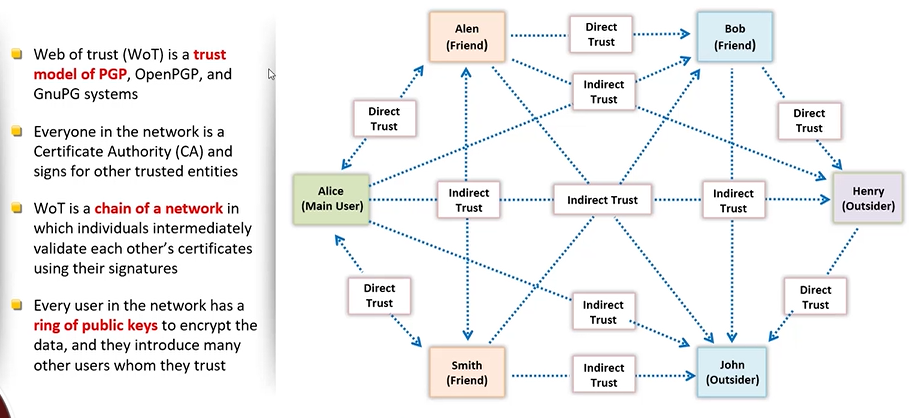 Web of trust (WoT) is a trust
model of PGP, OpenPGP, and
GnuPG systems
Everyone in the network is a
Certificate Authority (CA) and
signs for other trusted entities
WoT is a chain of a network in
which individuals intermediately
validate each other's certificates
using their signatures
Every user in the network has a
ring of public keys to encrypt the
data, and they introduce many
other users whom they trust
Alen
(Friend)
Direct
Trust
Bob
(Friend)
Indirect
Trust
Direct
Trust
Direct
Trust
Alice
(Main User)
Indirect
Trust
Indirect Trust
Indirect
Trust
Henry
(Outsider)
Direct
Trust
Indirect
Trust
Direct
Trust
Smith
(Friend)
Indirect
Trust
John
(Outsider)